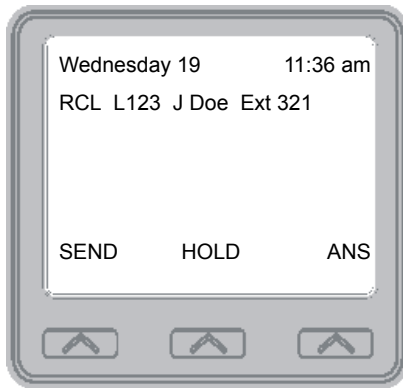 Wednesday 19 11:36 am
RCL L123 J Doe Ext 321
SEND HOLD ANS